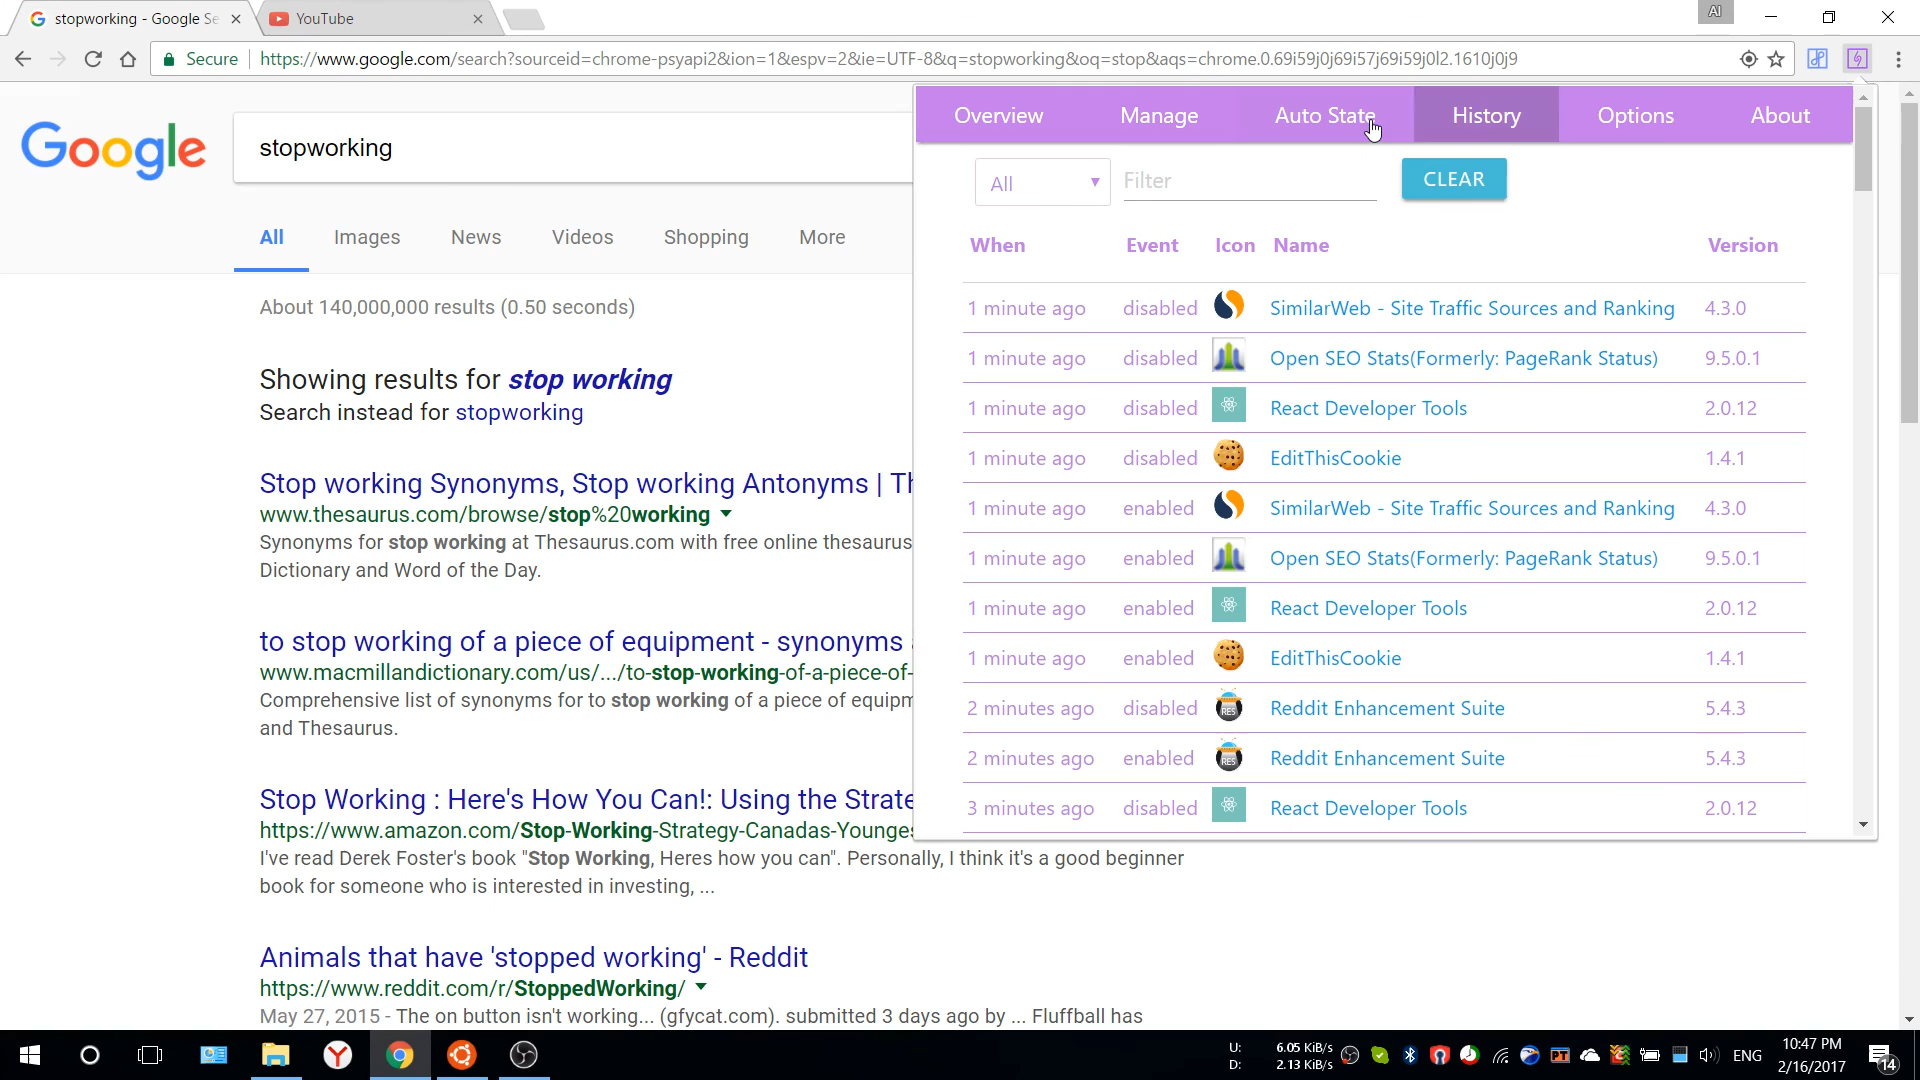 stopworking - Google Se
YouTube
AI
Secure
https://www.google.com/search?sourceid=chrome-psyapi2&ion=1&espv=2&ie=UTF-8&q=stopworking&oq=stop&aqs=chrome.0.69i59j0j69i57j69i59j0l2.1610j0j9
Google
stopworking
All Images News Videos Shopping More
About 140,000,000 results (0.50 seconds)
Showing results for stop working
Search instead for stopworking
Stop working Synonyms, Stop working Antonyms | Th
www.thesaurus.com/browse/stop%20working
Synonyms for stop working at Thesaurus.com with free online thesaurus
Dictionary and Word of the Day.
to stop working of a piece of equipment - synonyms
www.macmillandictionary.com/us/.../to-stop-working-of-a-piece-of-
Comprehensive list of synonyms for to stop working of a piece of equipm
and Thesaurus.
Stop Working : Here's How You Can!: Using the Strate
https://www.amazon.com/Stop-Working-Strategy-Canadas-Younges
I've read Derek Foster's book "Stop Working, Heres how you can". Personally, I think it's a good beginner
book for someone who is interested in investing, ...
Animals that have 'stopped working' - Reddit
https://www.reddit.com/r/StoppedWorking/
May 27, 2015 - The on button isn't working... (gfycat.com). submitted 3 days ago by ... Fluffball has
Overview Manage Auto State History Options About
All Filter CLEAR
When Event Icon Name Version
1 minute ago disabled SimilarWeb - Site Traffic Sources and Ranking 4.3.0
1 minute ago disabled Open SEO Stats(Formerly: PageRank Status) 9.5.0.1
1 minute ago disabled React Developer Tools 2.0.12
1 minute ago disabled EditThisCookie 1.4.1
1 minute ago enabled SimilarWeb - Site Traffic Sources and Ranking 4.3.0
1 minute ago enabled Open SEO Stats(Formerly: PageRank Status) 9.5.0.1
1 minute ago enabled React Developer Tools 2.0.12
1 minute ago enabled EditThisCookie 1.4.1
2 minutes ago disabled RES Reddit Enhancement Suite 5.4.3
2 minutes ago enabled RES Reddit Enhancement Suite 5.4.3
3 minutes ago disabled React Developer Tools 2.0.12
U: 6.05 KiB/s
D: 2.13 KiB/s
PT
ENG
10:47 PM
2/16/2017
14